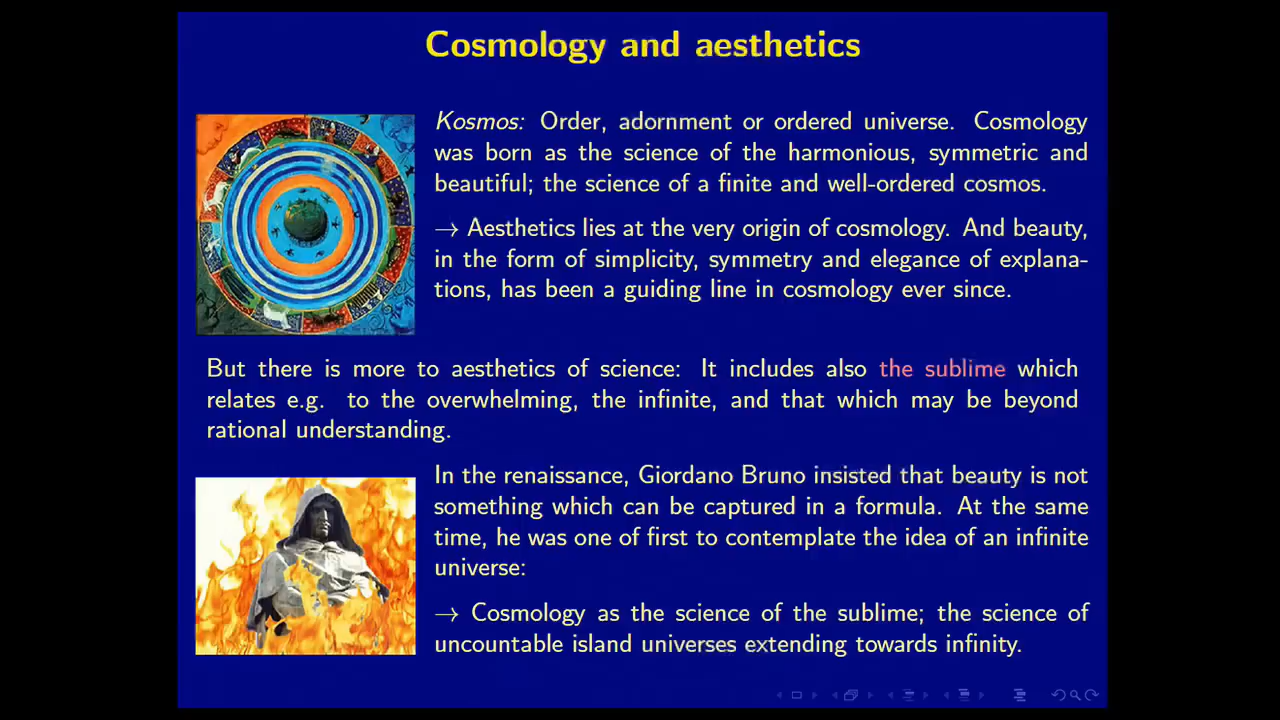 Cosmology and aesthetics
Kosmos: Order, adornment or ordered universe. Cosmology
was born as the science of the harmonious, symmetric and
beautiful; the science of a finite and well-ordered cosmos.
→ Aesthetics lies at the very origin of cosmology. And beauty,
in the form of simplicity, symmetry and elegance of explana-
tions, has been a guiding line in cosmology ever since.
But there is more to aesthetics of science: It includes also the sublime which
relates e.g. to the overwhelming, the infinite, and that which may be beyond
rational understanding.
In the renaissance, Giordano Bruno insisted that beauty is not
something which can be captured in a formula. At the same
time, he was one of first to contemplate the idea of an infinite
universe:
→ Cosmology as the science of the sublime; the science of
uncountable island universes extending towards infinity.